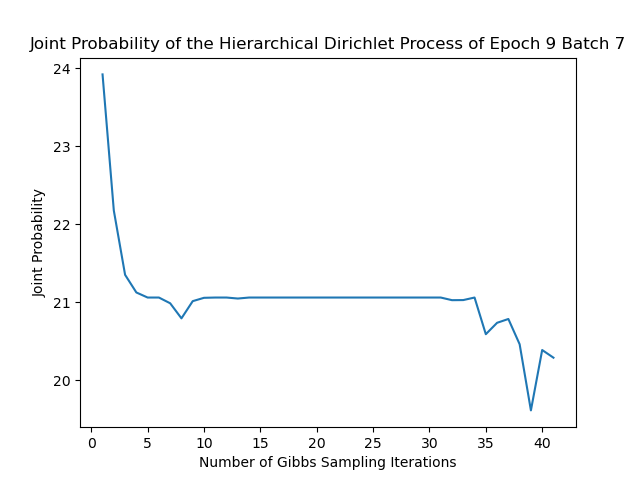 Joint Probability of the Hierarchical Dirichlet Process of Epoch 9 Batch 7
24
23
22
21
20
Joint Probability
0 5 10 15 20 25 30 35 40
Number of Gibbs Sampling Iterations